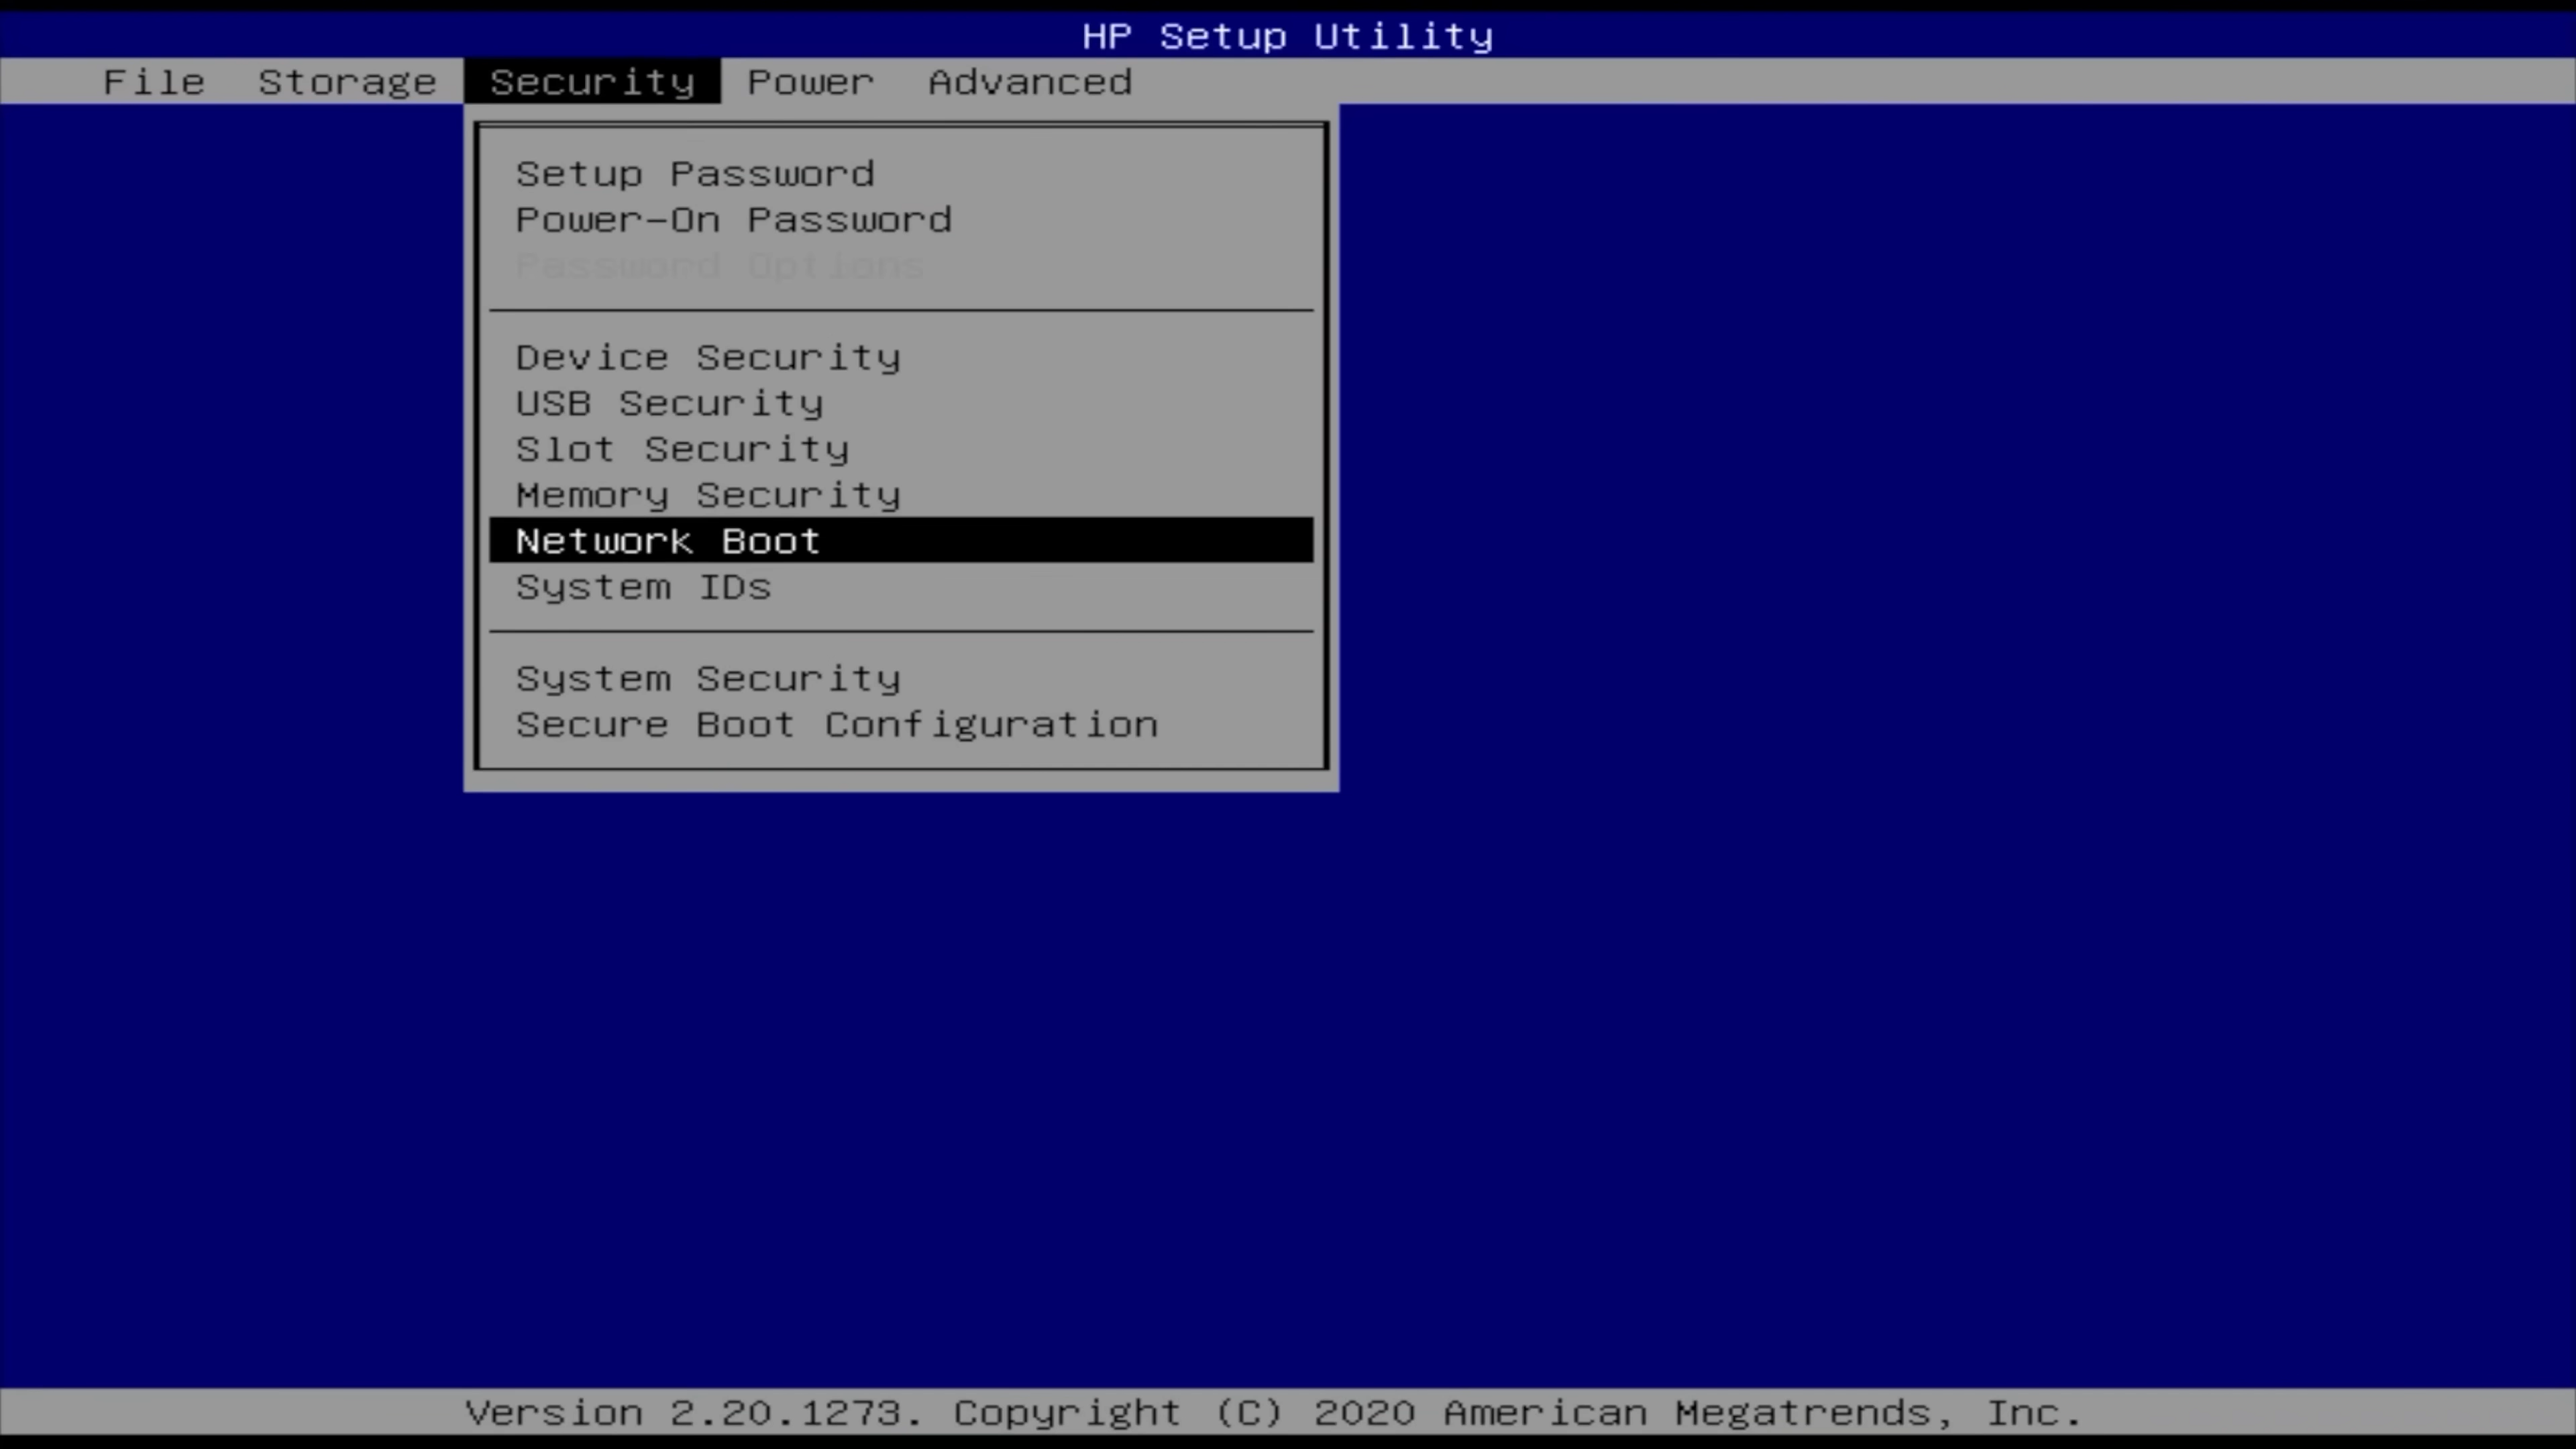 HP Setup Utility
File Storage Security Power Advanced
Setup Password
Power-On Password
Password Options
Device Security
USB Security
Slot Security
Memory Security
Network Boot
System IDs
System Security
Secure Boot Configuration
Version 2.20.1273. Copyright (C) 2020 American Megatrends, Inc.